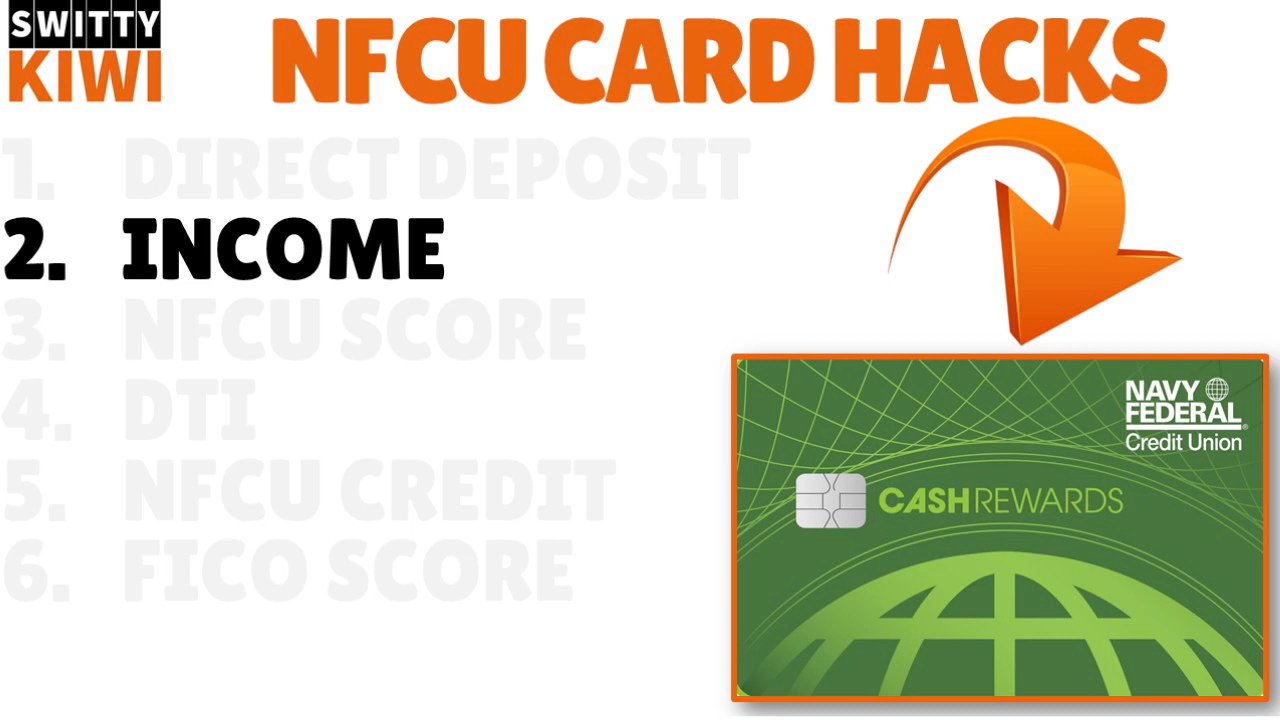 SWITTY
KIWI
NFCU CARD HACKS
1. DIRECT DEPOSIT
2. INCOME
3. NFCU SCORE
4. DTI
5. NFCU CREDIT
6. FICO SCORE
NAVY
FEDERAL®
Credit Union
CASHREWARDS